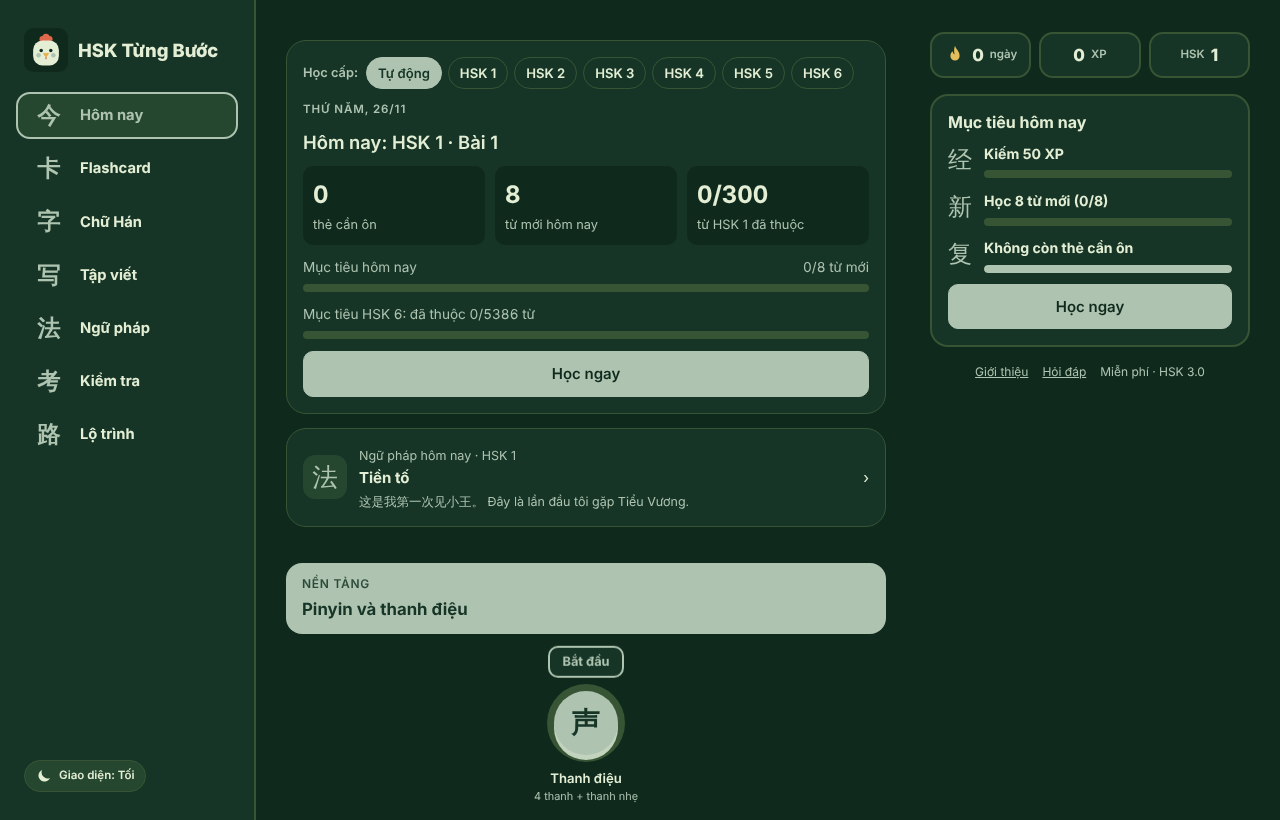 HSK Từng Bước
今 Hôm nay
卡 Flashcard
字 Chữ Hán
写 Tập viết
法 Ngữ pháp
考 Kiểm tra
路 Lộ trình
Giao diện: Tối
Học cấp: Tự động HSK 1 HSK 2 HSK 3 HSK 4 HSK 5 HSK 6
THỨ NĂM, 26/11
Hôm nay: HSK 1 · Bài 1
0 8 0/300
thẻ cần ôn từ mới hôm nay từ HSK 1 đã thuộc
Mục tiêu hôm nay 0/8 từ mới
Mục tiêu HSK 6: đã thuộc 0/5386 từ
Học ngay
法
Ngữ pháp hôm nay · HSK 1
Tiền tố ›
这是我第一次见小王。 Đây là lần đầu tôi gặp Tiểu Vương.
NỀN TẢNG
Pinyin và thanh điệu
Bắt đầu
声
Thanh điệu
4 thanh + thanh nhẹ
0 ngày 0 XP HSK 1
Mục tiêu hôm nay
经 Kiếm 50 XP
新 Học 8 từ mới (0/8)
复 Không còn thẻ cần ôn
Học ngay
Giới thiệu Hỏi đáp Miễn phí · HSK 3.0